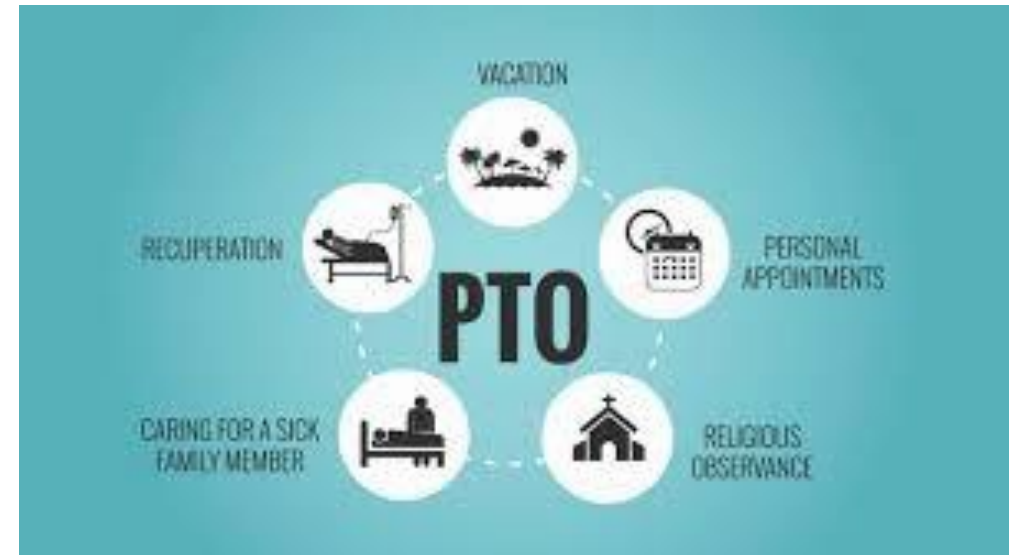 VACATION
RECUPERATION
PERSONAL
APPOINTMENTS
PTO
CARING FOR A SICK
FAMILY MEMBER
RELIGIOUS
OBSERVANCE